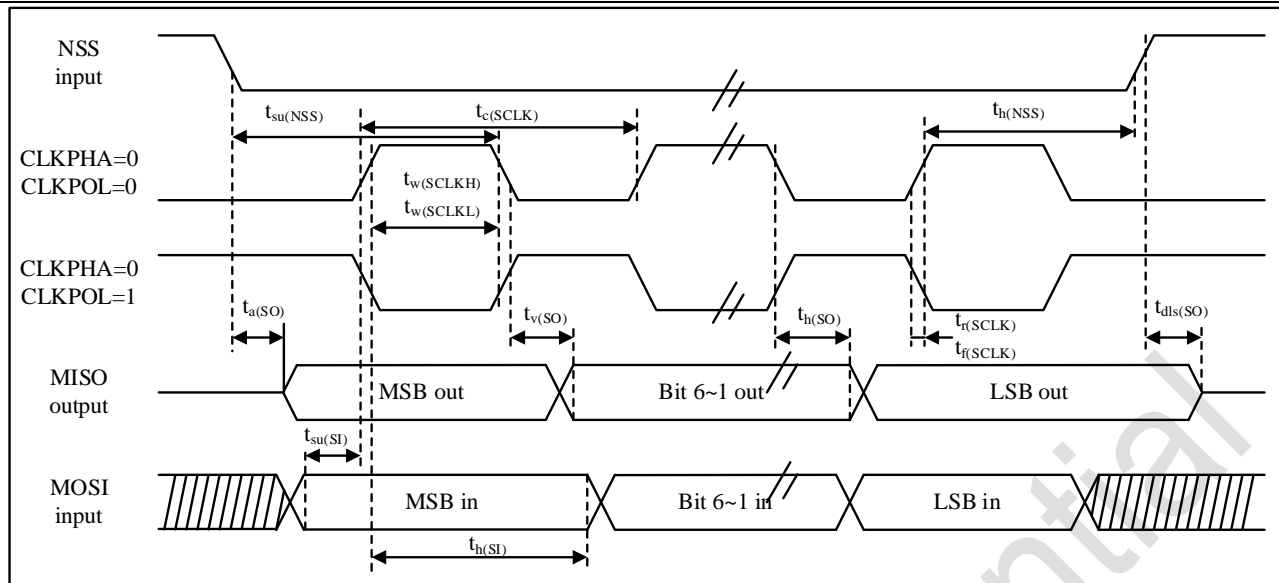 NSS
input
tsu(NSS)
tc(SCLK)
th(NSS)
CLKPHA=0
CLKPOL=0
tw(SCLKH)
tw(SCLKL)
CLKPHA=0
CLKPOL=1
ta(SO)
tv(SO)
th(SO)
tr(SCLK)
tf(SCLK)
tdls(SO)
MISO
output
MSB out
Bit 6~1 out
LSB out
tsu(SI)
MOSI
input
MSB in
Bit 6~1 in
LSB in
th(SI)